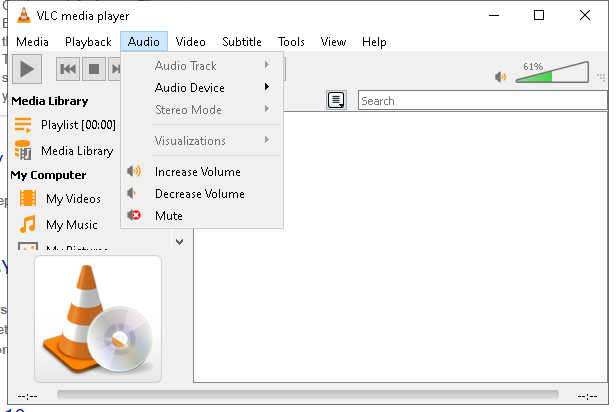 VLC media player
Media Playback Audio Video Subtitle Tools View Help
61%
Audio Track
Audio Device
Stereo Mode
Visualizations
Increase Volume
Decrease Volume
Mute
Search
Media Library
Playlist [00:00]
Media Library
My Computer
My Videos
My Music
My Pictures
--:-- --:--